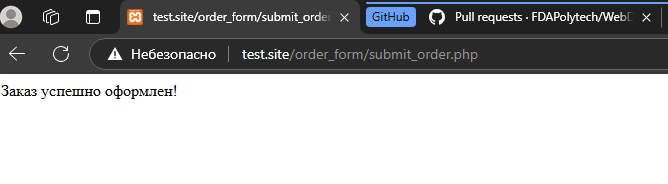 test.site/order_form/submit_order
GitHub
Pull requests · FDAPolytech/WebD
Небезопасно
test.site/order_form/submit_order.php
Заказ успешно оформлен!